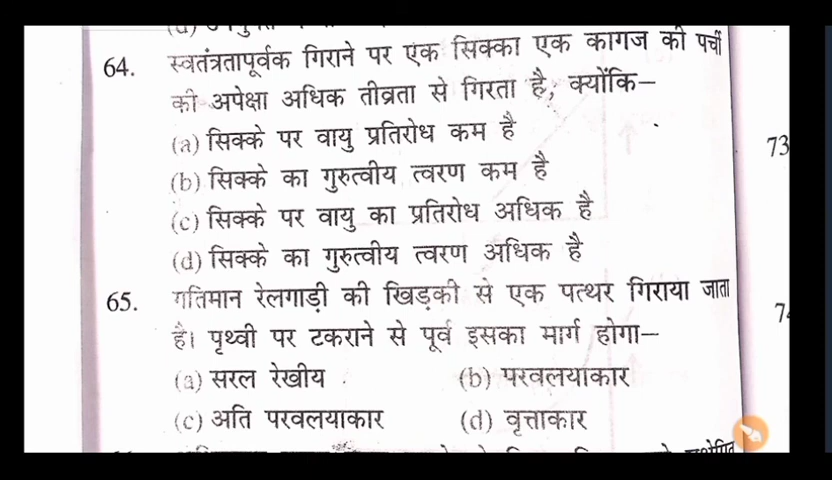 64. स्वतंत्रतापूर्वक गिराने पर एक सिक्का एक कागज की पर्ची
की अपेक्षा अधिक तीव्रता से गिरता है, क्योंकि—
(a) सिक्के पर वायु प्रतिरोध कम है
(b) सिक्के का गुरुत्वीय त्वरण कम है
(c) सिक्के पर वायु का प्रतिरोध अधिक है
(d) सिक्के का गुरुत्वीय त्वरण अधिक है
65. गतिमान रेलगाड़ी की खिड़की से एक पत्थर गिराया जाता
है। पृथ्वी पर टकराने से पूर्व इसका मार्ग होगा—
(a) सरल रेखीय (b) परवलयाकार
(c) अति परवलयाकार (d) वृत्ताकार
73